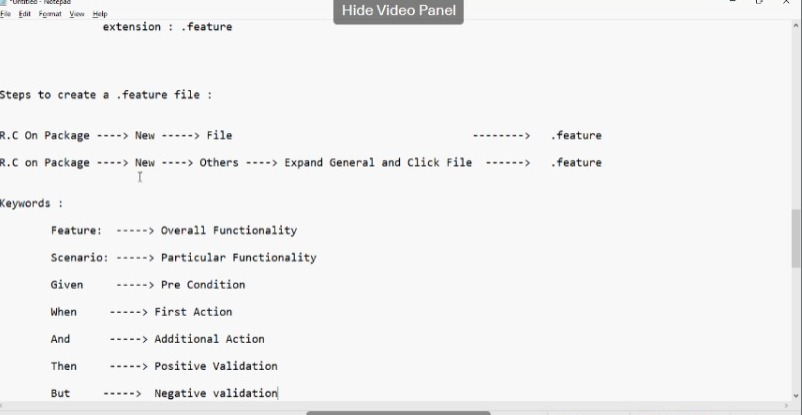 *Untitled - Notepad
File Edit Format View Help
Hide Video Panel
extension : .feature
Steps to create a .feature file :
R.C On Package ----> New -----> File --------> .feature
R.C on Package ----> New ----> Others ----> Expand General and Click File ------> .feature
Keywords :
Feature: -----> Overall Functionality
Scenario: -----> Particular Functionality
Given -----> Pre Condition
When -----> First Action
And -----> Additional Action
Then -----> Positive Validation
But -----> Negative validation